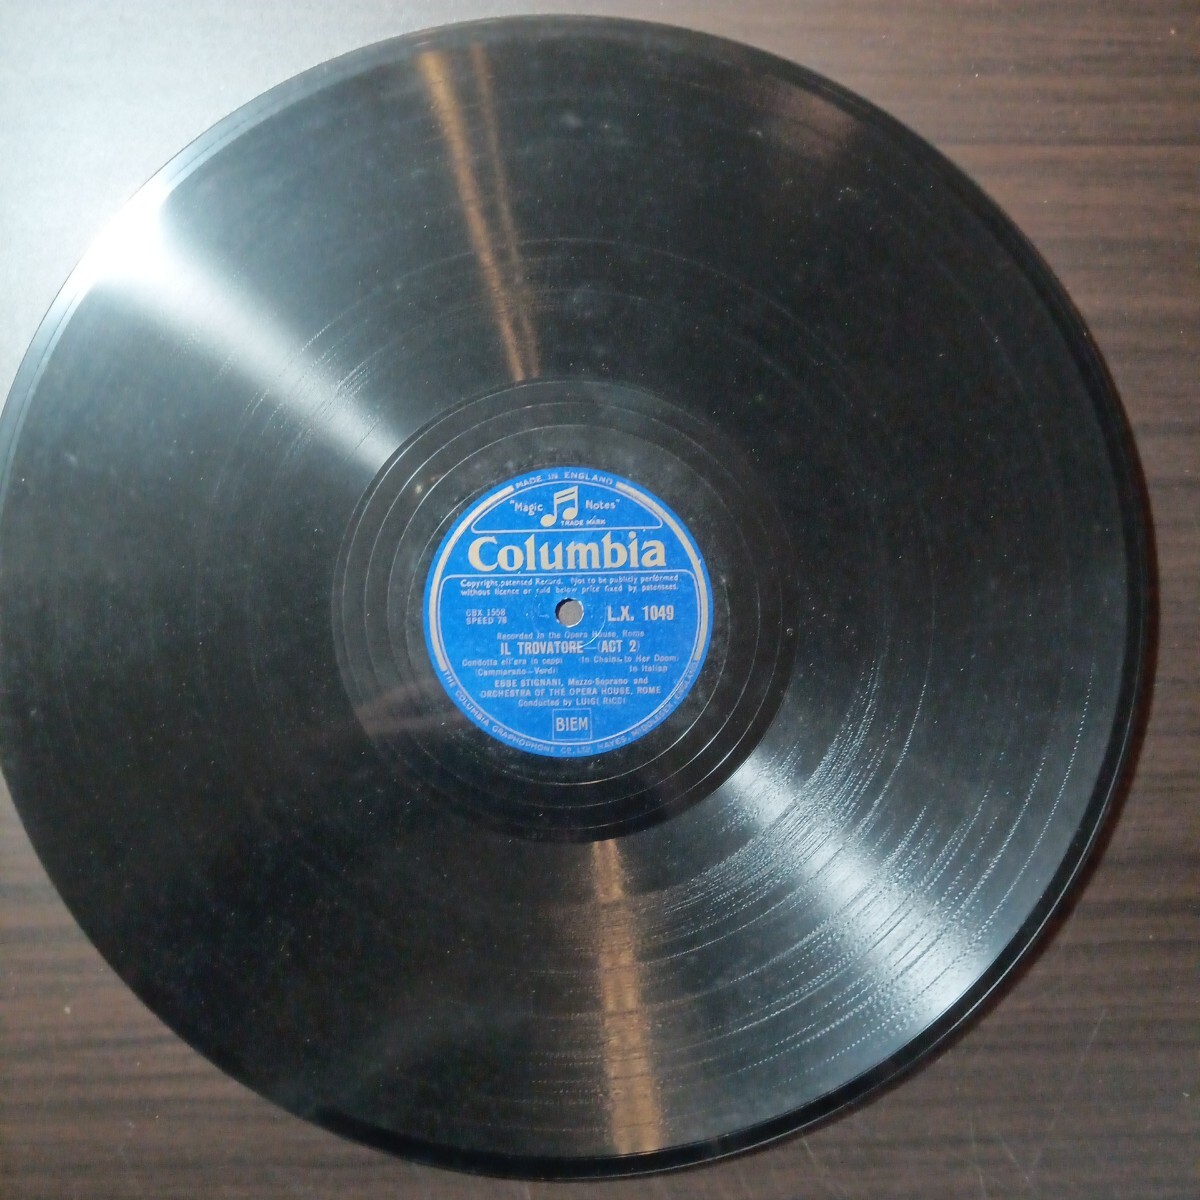 MADE IN ENGLAND
"Magic Notes"
TRADE MARK
Columbia
Copyright, patented Record. Not to be publicly performed
without licence or sold below price fixed by patentees.
CBX 1558
SPEED 78
L.X. 1049
Recorded in the Opera House, Rome
IL TROVATORE—(ACT 2)
Condotta ell'era in ceppi (In Chains to Her Doom)
(Cammarano—Verdi) In Italian
EBBE STIGNANI, Mezzo-Soprano and
ORCHESTRA OF THE OPERA HOUSE, ROME
Conducted by LUIGI RICCI
BIEM
THE COLUMBIA GRAPHOPHONE CO. LTD. HAYES, MIDDLESEX, ENGLAND